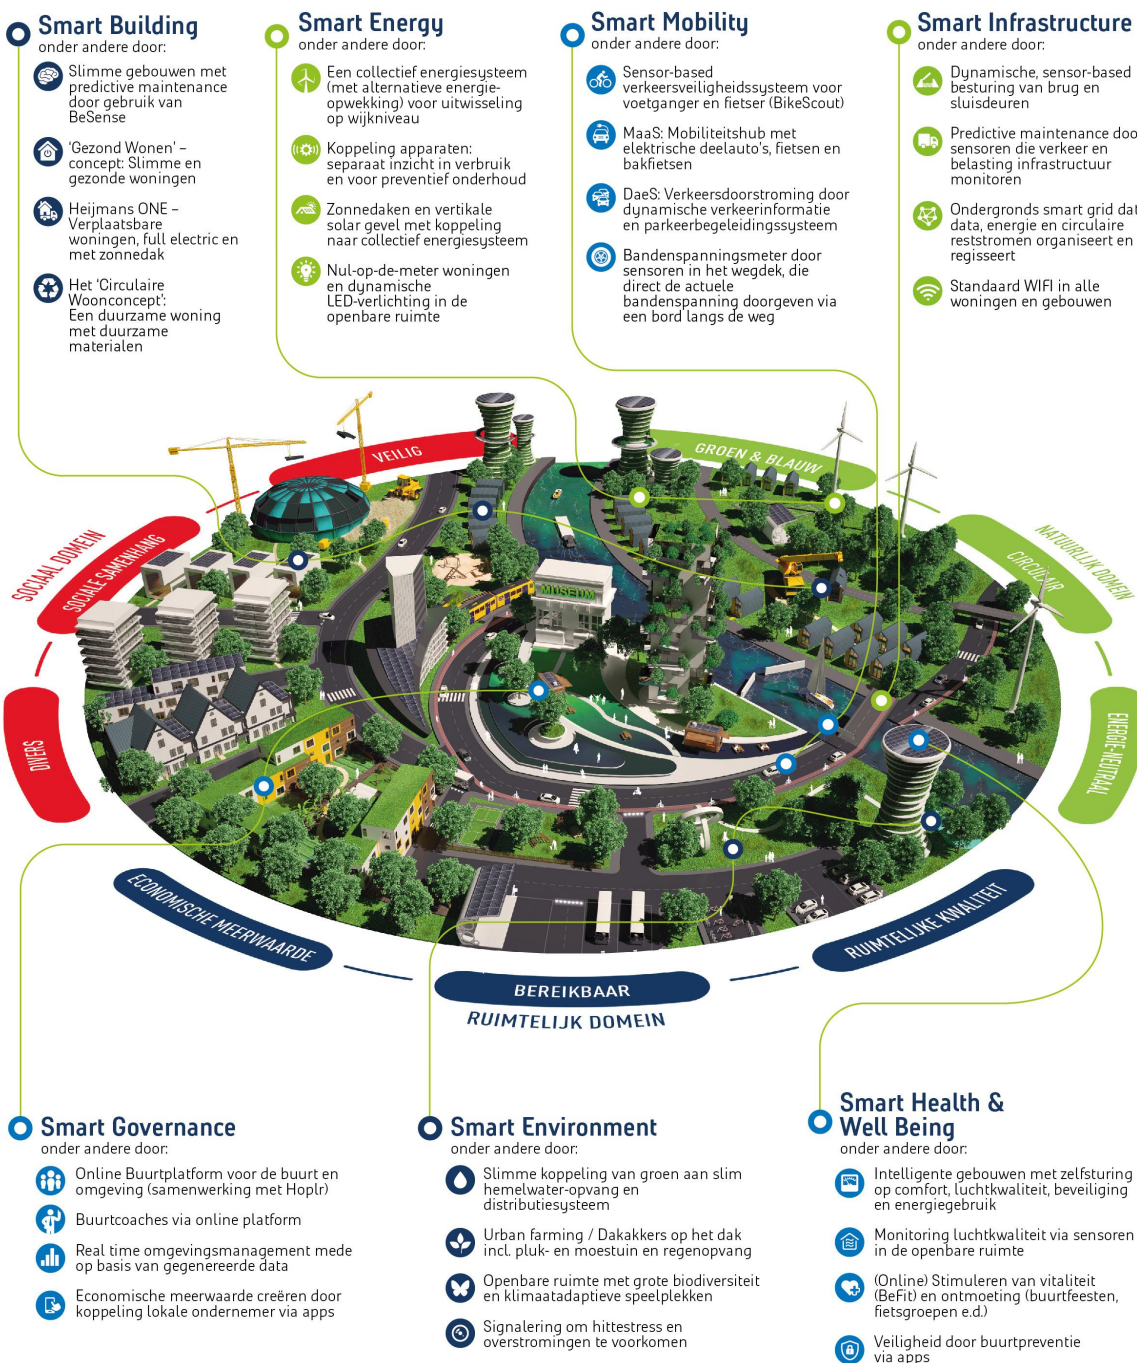 Smart Building
onder andere door:
Slimme gebouwen met
predictive maintenance
door gebruik van
BeSense
'Gezond Wonen' –
concept: Slimme en
gezonde woningen
Heijmans ONE –
Verplaatsbare
woningen, full electric en
met zonnedak
Het 'Circulaire
Woonconcept':
Een duurzame woning
met duurzame
materialen
Smart Energy
onder andere door:
Een collectief energiesysteem
(met alternatieve energie-
opwekking) voor uitwisseling
op wijkniveau
Koppeling apparaten:
separaat inzicht in verbruik
en voor preventief onderhoud
Zonnedaken en vertikale
solar gevel met koppeling
naar collectief energiesysteem
Nul-op-de-meter woningen
en dynamische
LED-verlichting in de
openbare ruimte
Smart Mobility
onder andere door:
Sensor-based
verkeersveiligheidssysteem voor
voetganger en fietser (BikeScout)
MaaS: Mobiliteitshub met
elektrische deelauto's, fietsen en
bakfietsen
DaeS: Verkeersdoorstroming door
dynamische verkeerinformatie
en parkeerbegeleidingssysteem
Bandenspanningsmeter door
sensoren in het wegdek, die
direct de actuele
bandenspanning doorgeven via
een bord langs de weg
Smart Infrastructure
onder andere door:
Dynamische, sensor-based
besturing van brug en
sluisdeuren
Predictive maintenance doo
sensoren die verkeer en
belasting infrastructuur
monitoren
Ondergronds smart grid dat
data, energie en circulaire
reststromen organiseert en
regisseert
Standaard WIFI in alle
woningen en gebouwen
VEILIG
GROEN & BLAUW
SOCIAAL DOMEIN
SOCIALE SAMENHANG
NATUURLIJK DOMEIN
CIRCULAIR
MUSEUM
DIVERS
ENERGIE-NEUTRAAL
ECONOMISCHE MEERWAARDE
RUIMTELIJKE KWALITEIT
BEREIKBAAR
RUIMTELIJK DOMEIN
Smart Governance
onder andere door:
Online Buurtplatform voor de buurt en
omgeving (samenwerking met Hoplr)
Buurtcoaches via online platform
Real time omgevingsmanagement mede
op basis van gegenereerde data
Economische meerwaarde creëren door
koppeling lokale ondernemer via apps
Smart Environment
onder andere door:
Slimme koppeling van groen aan slim
hemelwater-opvang en
distributiesysteem
Urban farming / Dakakkers op het dak
incl. pluk- en moestuin en regenopvang
Openbare ruimte met grote biodiversiteit
en klimaatadaptieve speelplekken
Signalering om hittestress en
overstromingen te voorkomen
Smart Health &
Well Being
onder andere door:
Intelligente gebouwen met zelfsturing
op comfort, luchtkwaliteit, beveiliging
en energiegebruik
Monitoring luchtkwaliteit via sensoren
in de openbare ruimte
(Online) Stimuleren van vitaliteit
(BeFit) en ontmoeting (buurtfeesten,
fietsgroepen e.d.)
Veiligheid door buurtpreventie
via apps